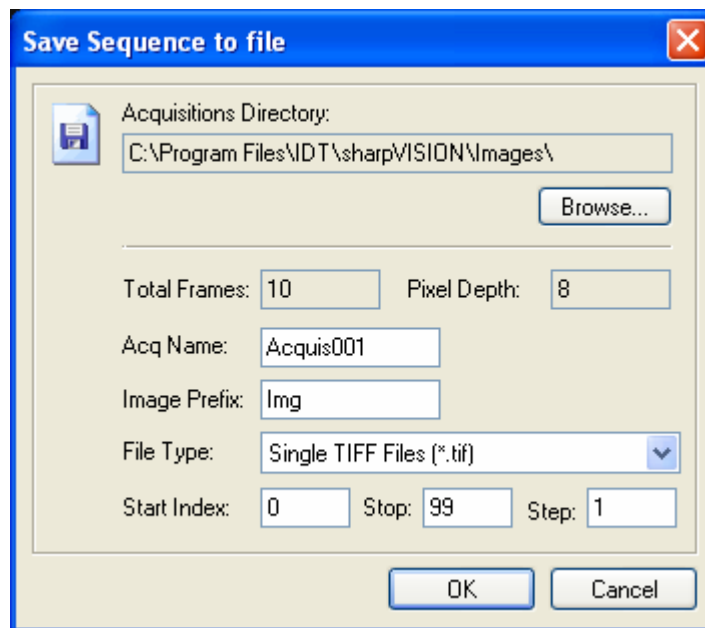 Save Sequence to file
Acquisitions Directory:
C:\Program Files\IDT\sharpVISION\Images\
Browse...
Total Frames: 10 Pixel Depth: 8
Acq Name: Acquis001
Image Prefix: Img
File Type: Single TIFF Files (*.tif)
Start Index: 0 Stop: 99 Step: 1
OK Cancel